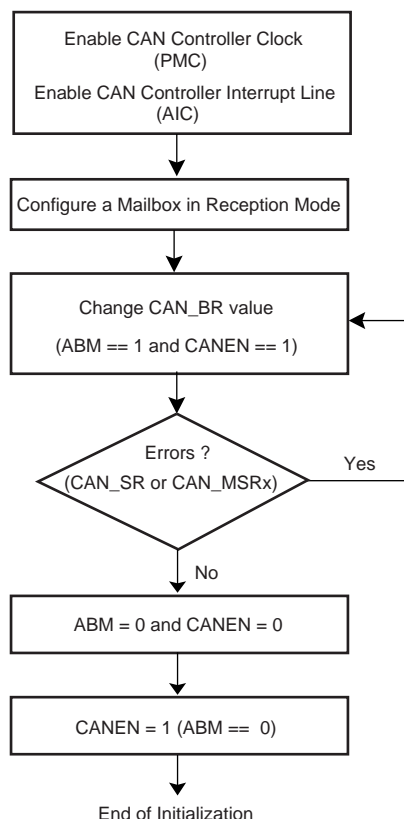 Enable CAN Controller Clock
(PMC)
Enable CAN Controller Interrupt Line
(AIC)
Configure a Mailbox in Reception Mode
Change CAN_BR value
(ABM == 1 and CANEN == 1)
Errors ?
(CAN_SR or CAN_MSRx)
Yes
No
ABM = 0 and CANEN = 0
CANEN = 1 (ABM == 0)
End of Initialization